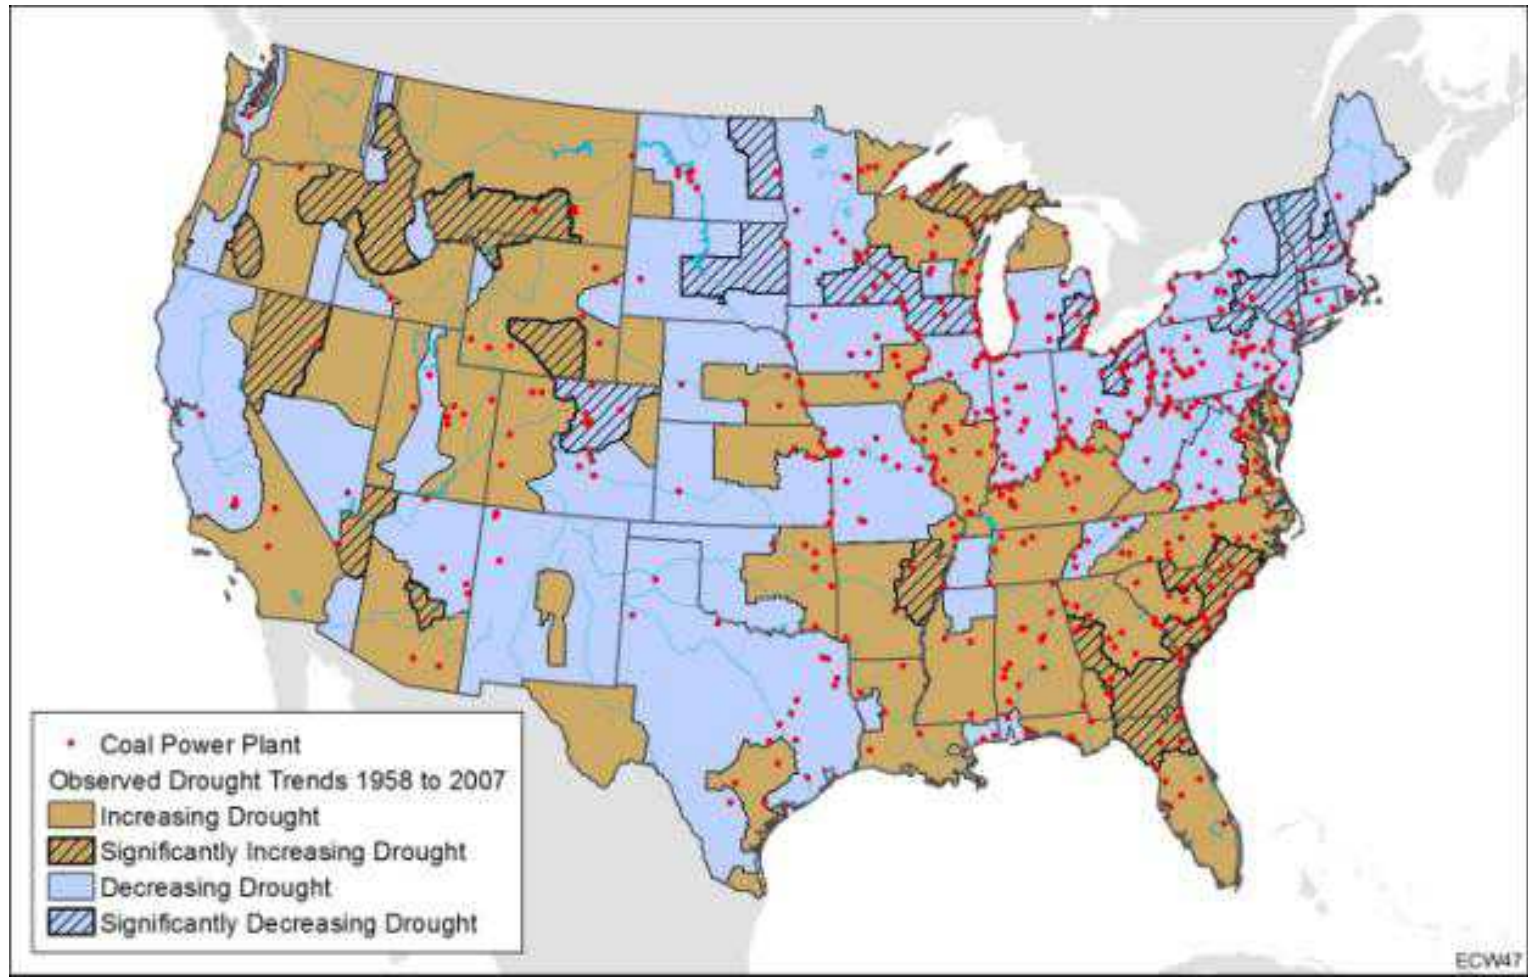 Coal Power Plant
Observed Drought Trends 1958 to 2007
Increasing Drought
Significantly Increasing Drought
Decreasing Drought
Significantly Decreasing Drought
ECW47